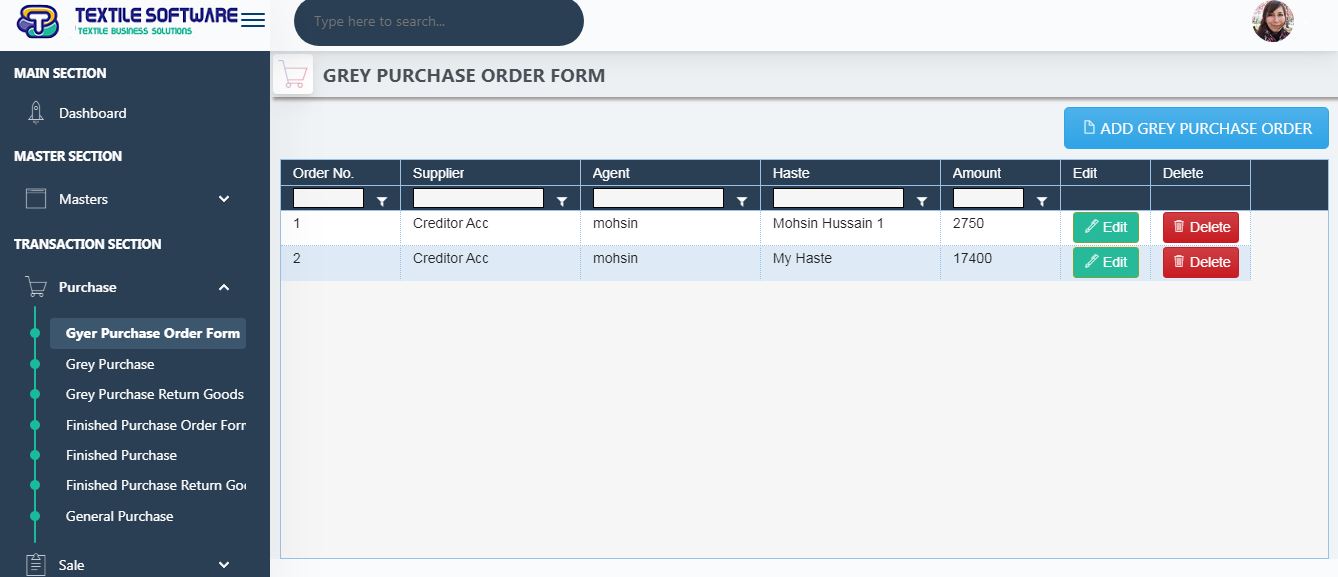 TEXTILE SOFTWARE
TEXTILE BUSINESS SOLUTIONS
Type here to search...
MAIN SECTION
Dashboard
MASTER SECTION
Masters
TRANSACTION SECTION
Purchase
Gyer Purchase Order Form
Grey Purchase
Grey Purchase Return Goods
Finished Purchase Order Forr
Finished Purchase
Finished Purchase Return Go
General Purchase
Sale
GREY PURCHASE ORDER FORM
ADD GREY PURCHASE ORDER
Order No. Supplier Agent Haste Amount Edit Delete
1 Creditor Acc mohsin Mohsin Hussain 1 2750 Edit Delete
2 Creditor Acc mohsin My Haste 17400 Edit Delete